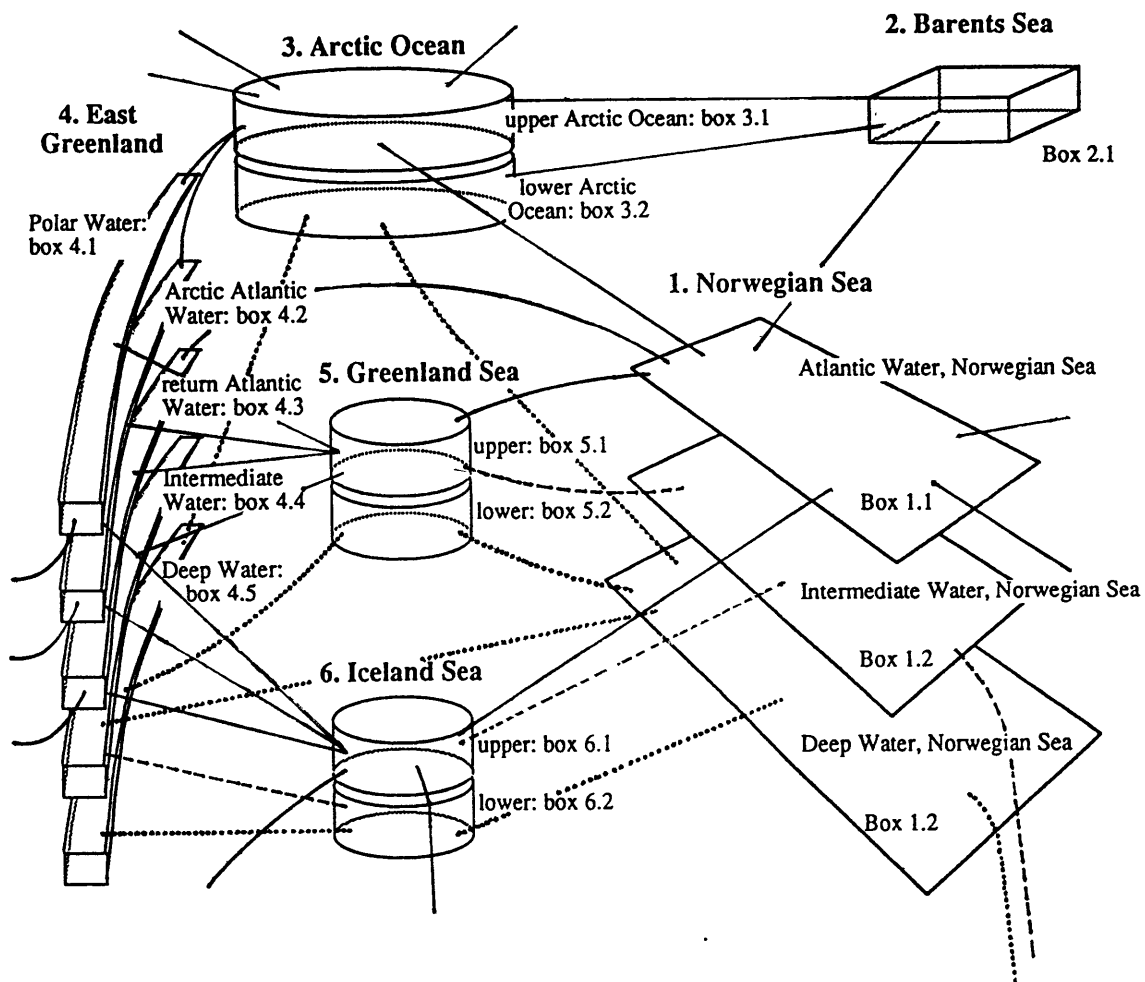 2. Barents Sea
3. Arctic Ocean
4. East
Greenland
upper Arctic Ocean: box 3.1
Box 2.1
lower Arctic
Ocean: box 3.2
Polar Water:
box 4.1
1. Norwegian Sea
Arctic Atlantic
Water: box 4.2
Atlantic Water, Norwegian Sea
5. Greenland Sea
return Atlantic
Water: box 4.3
upper: box 5.1
Intermediate
Water: box 4.4
Box 1.1
lower: box 5.2
Deep Water:
box 4.5
Intermediate Water, Norwegian Sea
Box 1.2
6. Iceland Sea
upper: box 6.1
Deep Water, Norwegian Sea
lower: box 6.2
Box 1.2